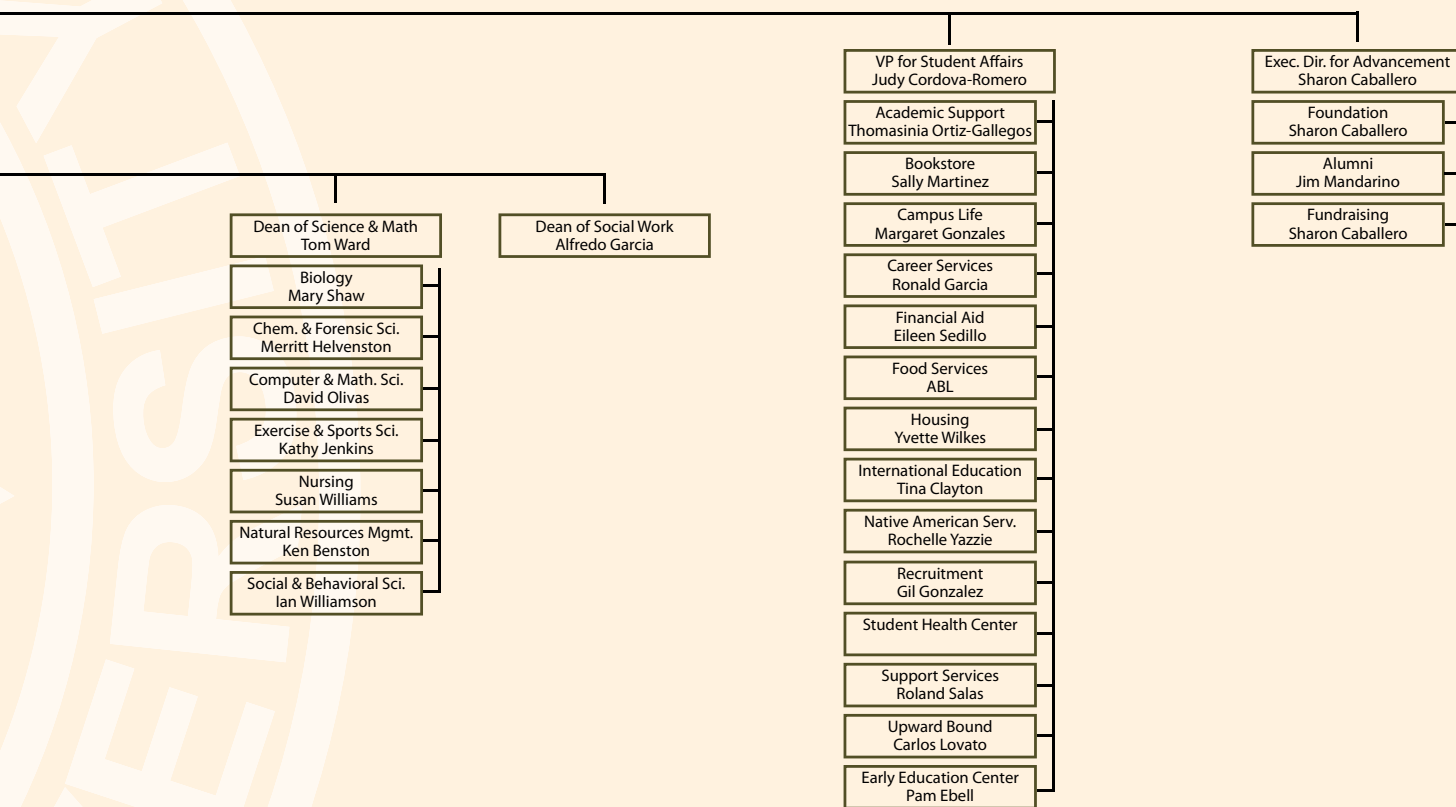 VP for Student Affairs
Judy Cordova-Romero
Academic Support
Thomasinia Ortiz-Gallegos
Bookstore
Sally Martinez
Campus Life
Margaret Gonzales
Career Services
Ronald Garcia
Financial Aid
Eileen Sedillo
Food Services
ABL
Housing
Yvette Wilkes
International Education
Tina Clayton
Native American Serv.
Rochelle Yazzie
Recruitment
Gil Gonzalez
Student Health Center
Support Services
Roland Salas
Upward Bound
Carlos Lovato
Early Education Center
Pam Ebell
Exec. Dir. for Advancement
Sharon Caballero
Foundation
Sharon Caballero
Alumni
Jim Mandarino
Fundraising
Sharon Caballero
Dean of Science & Math
Tom Ward
Biology
Mary Shaw
Chem. & Forensic Sci.
Merritt Helvenston
Computer & Math. Sci.
David Olivas
Exercise & Sports Sci.
Kathy Jenkins
Nursing
Susan Williams
Natural Resources Mgmt.
Ken Benston
Social & Behavioral Sci.
Ian Williamson
Dean of Social Work
Alfredo Garcia
ERSITY